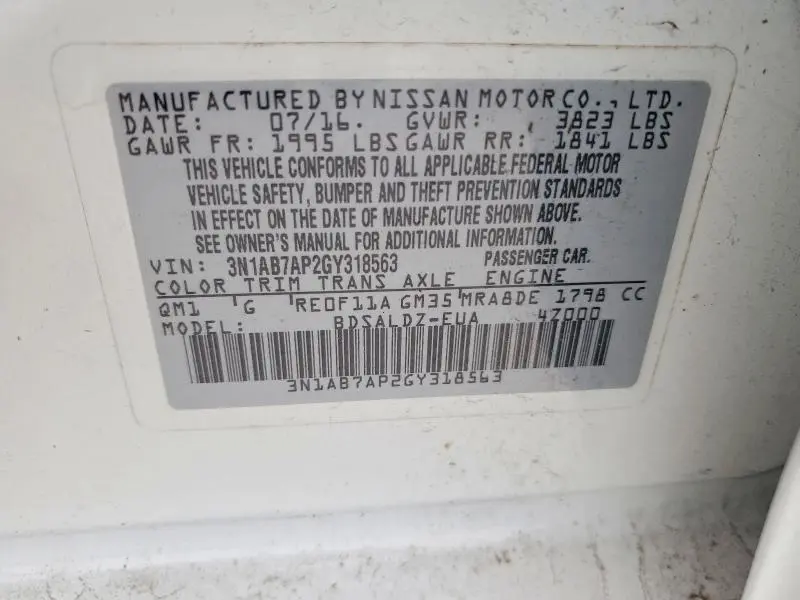 MANUFACTURED BY NISSAN MOTOR CO., LTD.
DATE: 07/16. GVWR: 3823 LBS
GAWR FR: 1995 LBS GAWR RR: 1841 LBS
THIS VEHICLE CONFORMS TO ALL APPLICABLE FEDERAL MOTOR
VEHICLE SAFETY, BUMPER AND THEFT PREVENTION STANDARDS
IN EFFECT ON THE DATE OF MANUFACTURE SHOWN ABOVE.
SEE OWNER'S MANUAL FOR ADDITIONAL INFORMATION.
VIN: 3N1AB7AP2GY318563 PASSENGER CAR.
COLOR TRIM TRANS AXLE ENGINE
QM1 G RE0F11A GM35 MRA8DE 1798 CC
MODEL: BDSALDZ-EUA 47000
3N1AB7AP2GY318563